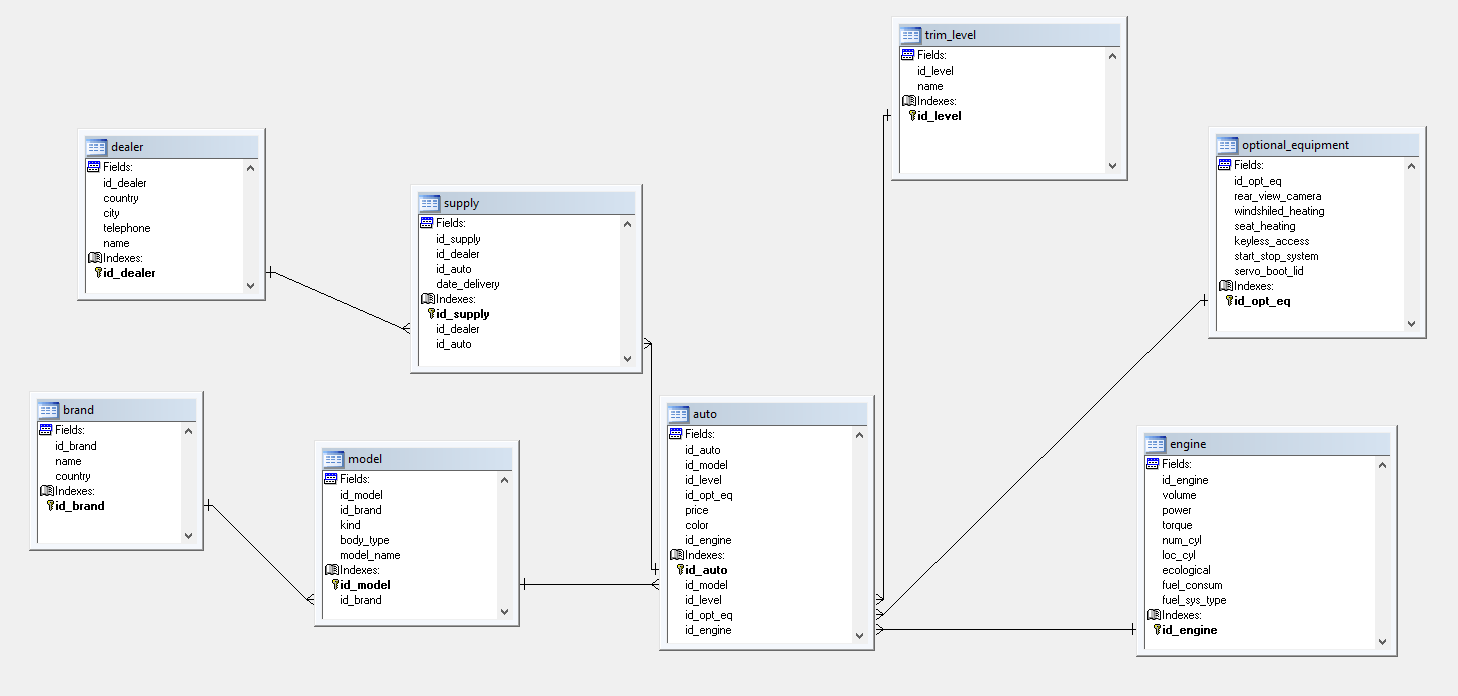 dealer
Fields:
id_dealer
country
city
telephone
name
Indexes:
id_dealer
supply
Fields:
id_supply
id_dealer
id_auto
date_delivery
Indexes:
id_supply
id_dealer
id_auto
trim_level
Fields:
id_level
name
Indexes:
id_level
optional_equipment
Fields:
id_opt_eq
rear_view_camera
windshiled_heating
seat_heating
keyless_access
start_stop_system
servo_boot_lid
Indexes:
id_opt_eq
brand
Fields:
id_brand
name
country
Indexes:
id_brand
model
Fields:
id_model
id_brand
kind
body_type
model_name
Indexes:
id_model
id_brand
auto
Fields:
id_auto
id_model
id_level
id_opt_eq
price
color
id_engine
Indexes:
id_auto
id_model
id_level
id_opt_eq
id_engine
engine
Fields:
id_engine
volume
power
torque
num_cyl
loc_cyl
ecological
fuel_consum
fuel_sys_type
Indexes:
id_engine